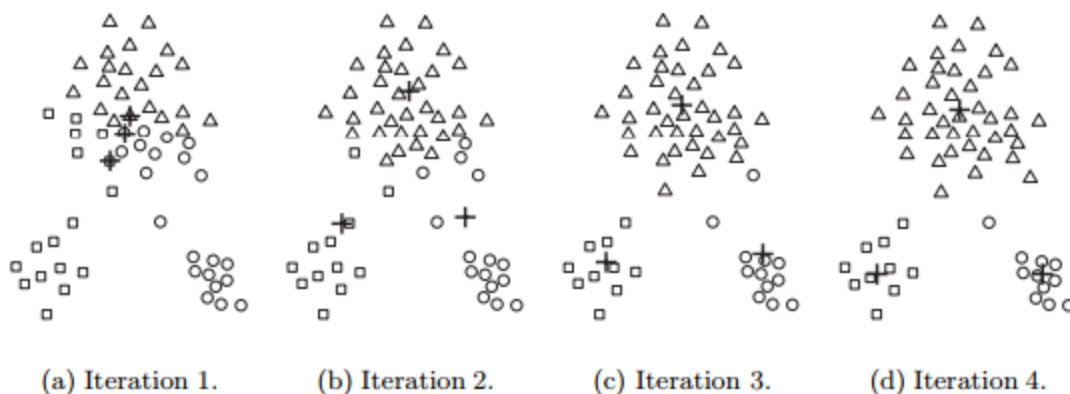 (a) Iteration 1.
(b) Iteration 2.
(c) Iteration 3.
(d) Iteration 4.